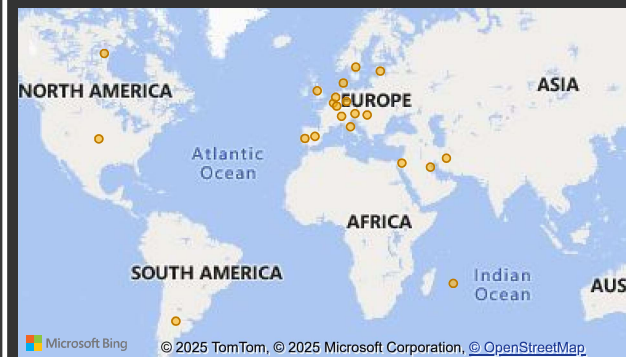 NORTH AMERICA
EUROPE
ASIA
Atlantic
Ocean
AFRICA
SOUTH AMERICA
Indian
Ocean
AUS
Microsoft Bing
© 2025 TomTom, © 2025 Microsoft Corporation, © OpenStreetMap